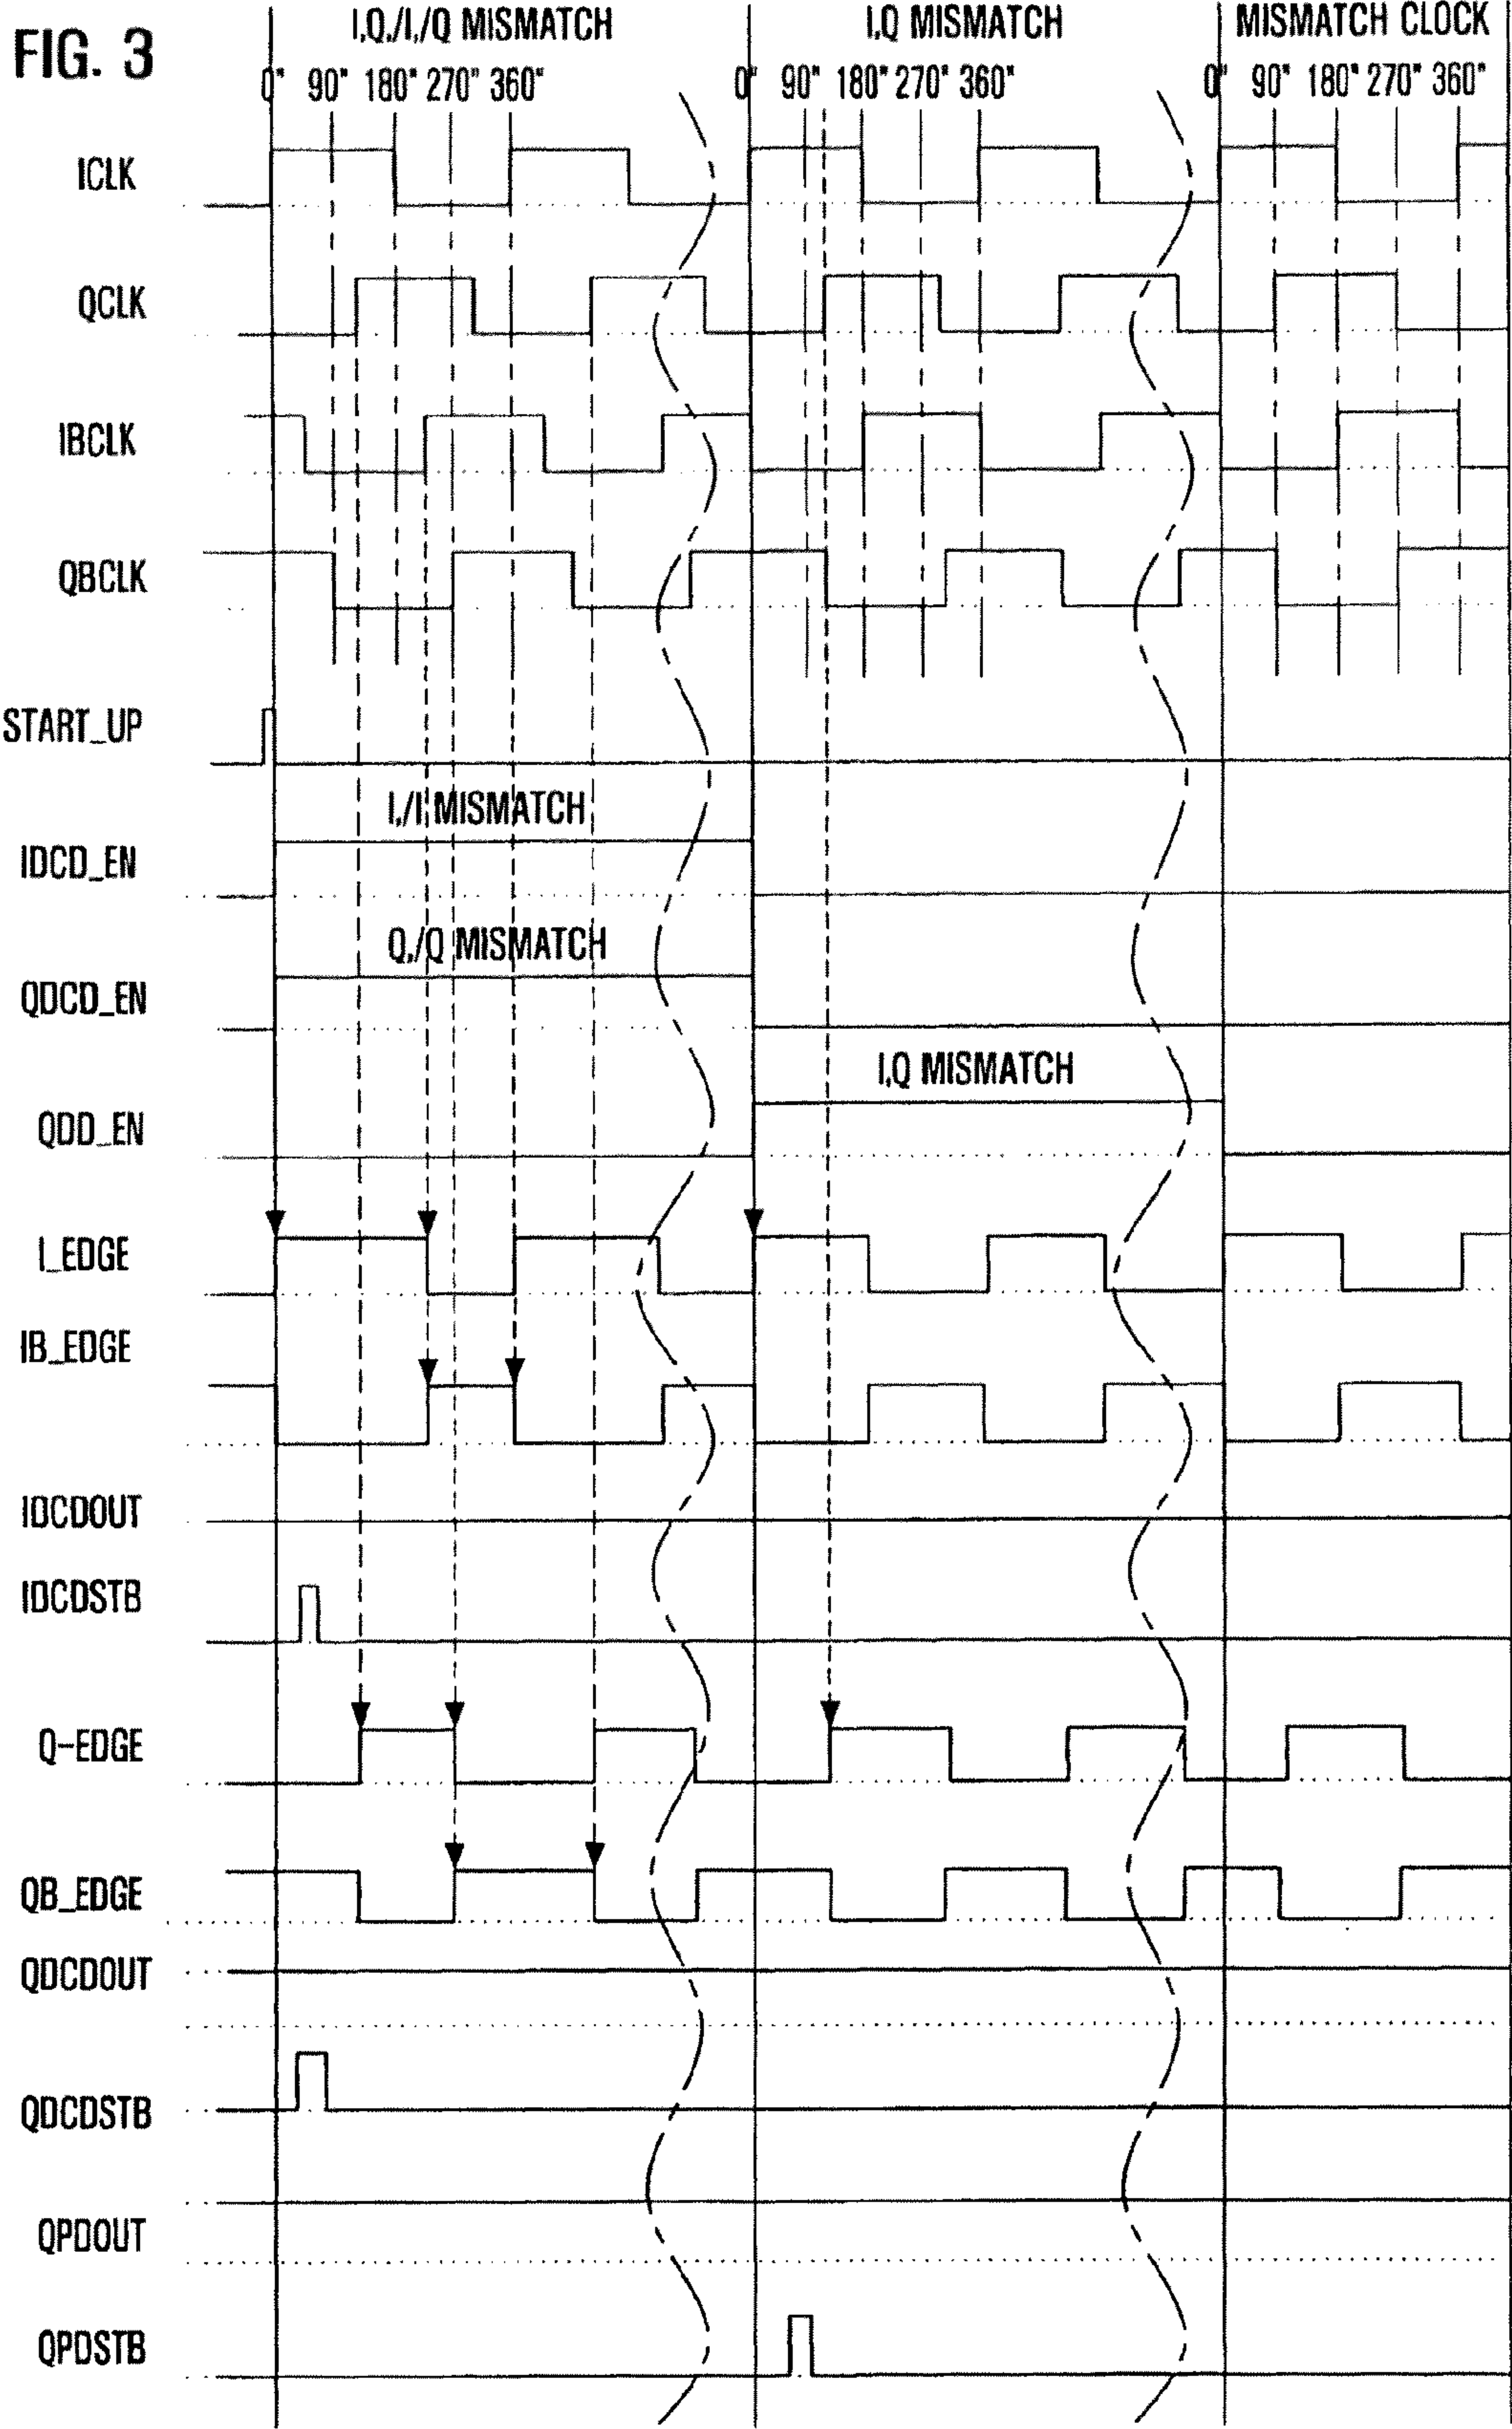 FIG. 3
I,Q,/I,/Q MISMATCH
I,Q MISMATCH
MISMATCH CLOCK
0° 90° 180° 270° 360°
0° 90° 180° 270° 360°
0° 90° 180° 270° 360°
ICLK
QCLK
IBCLK
QBCLK
START_UP
I,/I MISMATCH
IDCD_EN
Q,/Q MISMATCH
QDCD_EN
I,Q MISMATCH
QDD_EN
I_EDGE
IB_EDGE
IDCDOUT
IDCDSTB
Q-EDGE
QB_EDGE
QDCDOUT
QDCDSTB
QPDOUT
QPDSTB